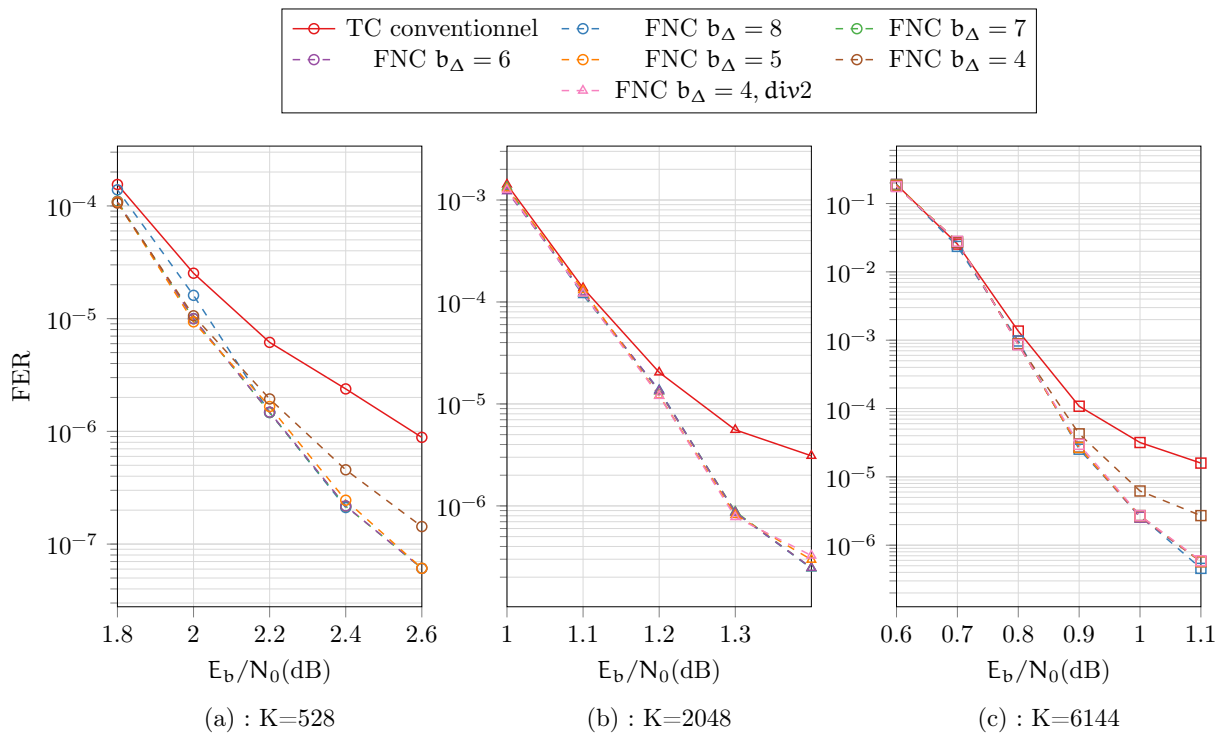 TC conventionnel FNC b_Δ = 8 FNC b_Δ = 7
FNC b_Δ = 6 FNC b_Δ = 5 FNC b_Δ = 4
FNC b_Δ = 4, div2
FER
10^−4
10^−5
10^−6
10^−7
1.8 2 2.2 2.4 2.6
E_b/N_0(dB)
(a) : K=528
10^−3
10^−4
10^−5
10^−6
1 1.1 1.2 1.3
E_b/N_0(dB)
(b) : K=2048
10^−1
10^−2
10^−3
10^−4
10^−5
10^−6
0.6 0.7 0.8 0.9 1 1.1
E_b/N_0(dB)
(c) : K=6144